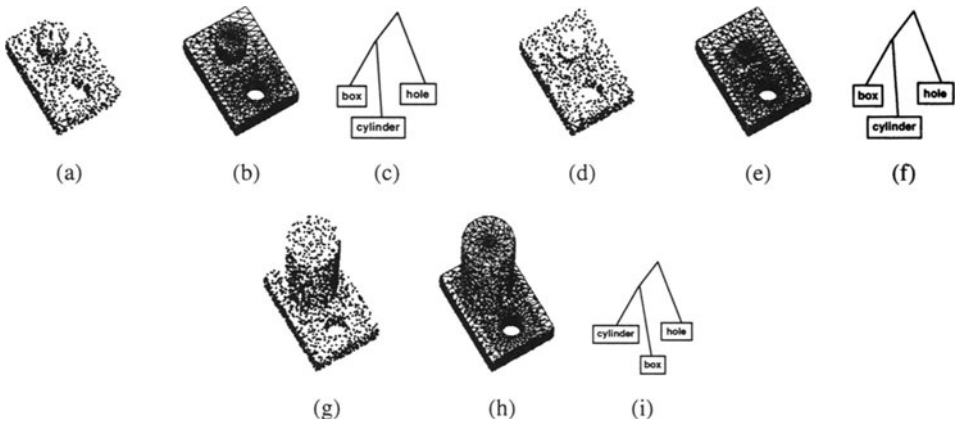 box
hole
cylinder
(a)
(b)
(c)
box
hole
cylinder
(d)
(e)
(f)
cylinder
hole
box
(g)
(h)
(i)